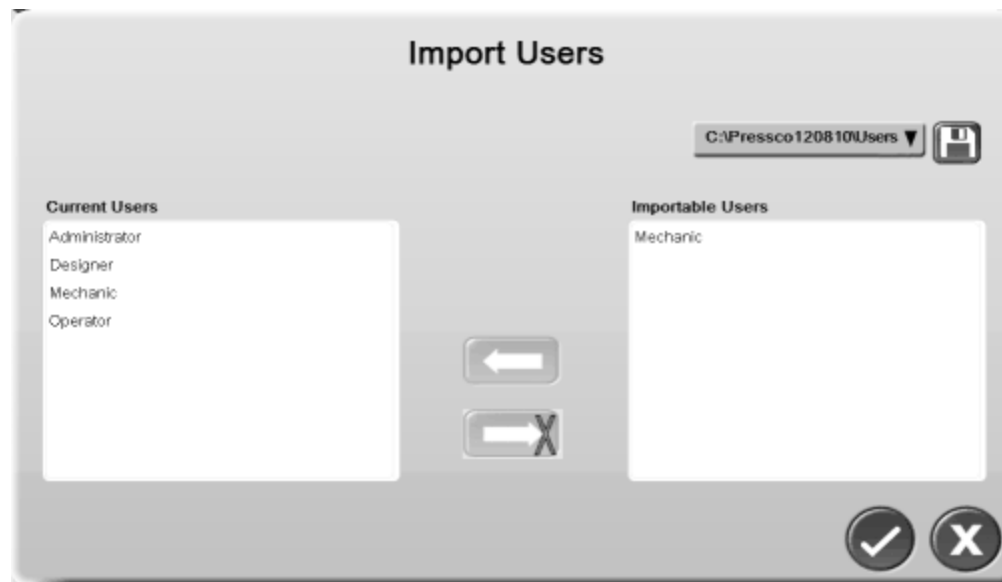 Import Users
C:\Pressco120810\Users
Current Users
Administrator
Designer
Mechanic
Operator
Importable Users
Mechanic